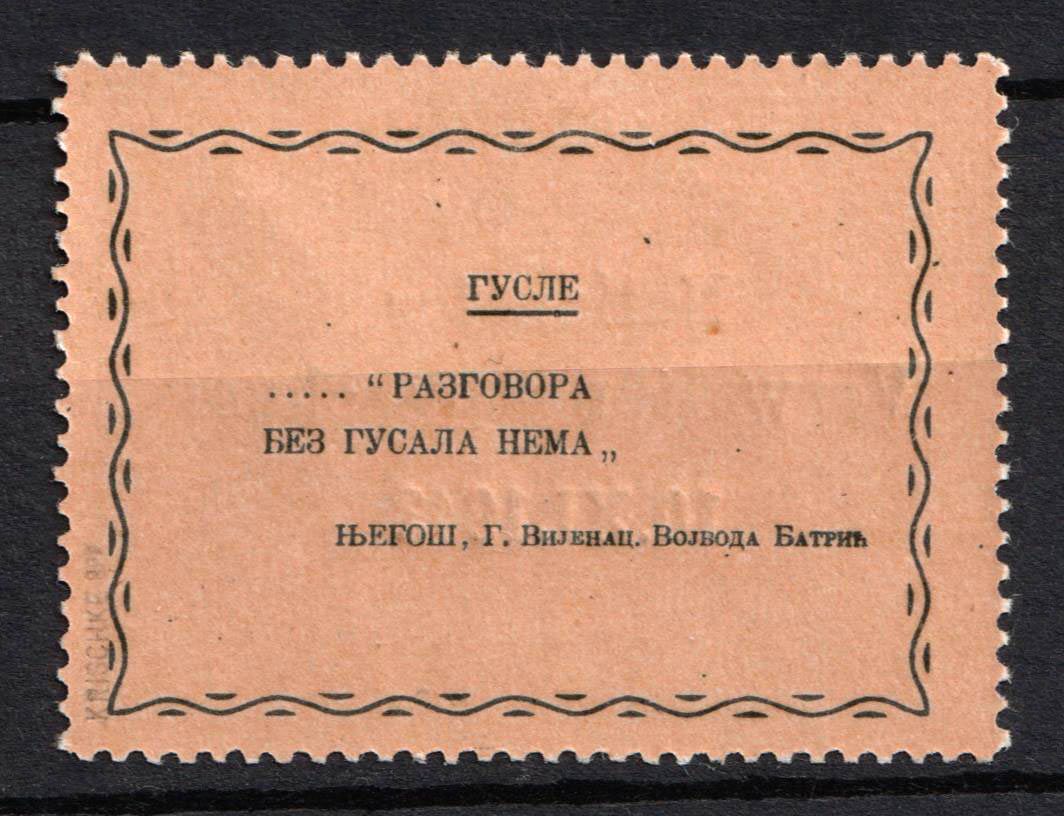 ГУСЛЕ
..... “РАЗГОВОРА
БЕЗ ГУСАЛА НЕМА„
ЊЕГОШ, Г. Вијенац. Војвода Батрић